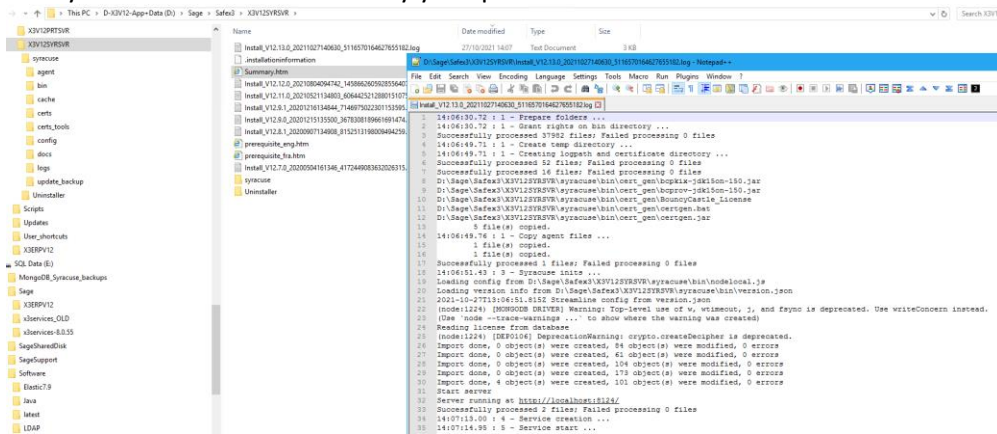 This PC > D-X3V12-App+Data (D:) > Sage > Safex3 > X3V12SYRSVR >
X3V12PRTSVR
X3V12SYRSVR
syracuse
agent
bin
cache
certs
certs_tools
config
docs
logs
update_backup
Uninstaller
Scripts
Updates
User_shortcuts
X3ERPV12
SQL Data (E:)
MongoDB_Syracuse_backups
Sage
X3ERPV12
x3services_OLD
x3services-8.0.55
SageSharedDisk
SageSupport
Software
Elastic7.9
Java
latest
LDAP
Name Date modified Type Size
Install_V12.13.0_20211027140630_5116570164627655182.log 27/10/2021 14:07 Text Document 3 KB
.installationinformation
Summary.htm
Install_V12.12.0_20210804094742_14586626059285564
Install_V12.11.0_20210521134803_6064425212880151075
Install_V12.9.1_20201216134844_7146975022301153595.
Install_V12.9.0_20201215135500_3678308189661691474.
Install_V12.8.1_20200907134908_8152513198009494259.
prerequisite_eng.htm
prerequisite_fra.htm
Install_V12.7.0_20200504161346_4172449083632026315.
syracuse
Uninstaller
D:\Sage\Safex3\X3V12SYRSVR\Install_V12.13.0_20211027140630_5116570164627655182.log - Notepad++
File Edit Search View Encoding Language Settings Tools Macro Run Plugins Window ?
Install_V12.13.0_20211027140630_5116570164627655182.log
1 14:06:30.72 : 1 - Prepare folders ...
2 14:06:30.72 : 1 - Grant rights on bin directory ...
3 Successfully processed 37982 files; Failed processing 0 files
4 14:06:49.71 : 1 - Create temp directory ...
5 14:06:49.71 : 1 - Creating logpath and certificate directory ...
6 Successfully processed 52 files; Failed processing 0 files
7 Successfully processed 16 files; Failed processing 0 files
8 D:\Sage\Safex3\X3V12SYRSVR\syracuse\bin\cert_gen\bcpkix-jdk15on-150.jar
9 D:\Sage\Safex3\X3V12SYRSVR\syracuse\bin\cert_gen\bcprov-jdk15on-150.jar
10 D:\Sage\Safex3\X3V12SYRSVR\syracuse\bin\cert_gen\BouncyCastle_License
11 D:\Sage\Safex3\X3V12SYRSVR\syracuse\bin\cert_gen\certgen.bat
12 D:\Sage\Safex3\X3V12SYRSVR\syracuse\bin\cert_gen\certgen.jar
13 5 file(s) copied.
14 14:06:49.76 : 1 - Copy agent files ...
15 1 file(s) copied.
16 1 file(s) copied.
17 Successfully processed 1 files; Failed processing 0 files
18 14:06:51.43 : 3 - Syracuse inits ...
19 Loading config from D:\Sage\Safex3\X3V12SYRSVR\syracuse\bin\nodelocal.js
20 Loading version info from D:\Sage\Safex3\X3V12SYRSVR\syracuse\bin\version.json
21 2021-10-27T13:06:51.815Z Streamline config from version.json
22 (node:1224) [MONGODB DRIVER] Warning: Top-level use of w, wtimeout, j, and fsync is deprecated. Use writeConcern instead.
23 (Use `node --trace-warnings ...` to show where the warning was created)
24 Reading license from database
25 (node:1224) [DEP0106] DeprecationWarning: crypto.createDecipher is deprecated.
26 Import done, 0 object(s) were created, 84 object(s) were modified, 0 errors
27 Import done, 0 object(s) were created, 61 object(s) were modified, 0 errors
28 Import done, 0 object(s) were created, 104 object(s) were modified, 0 errors
29 Import done, 0 object(s) were created, 173 object(s) were modified, 0 errors
30 Import done, 4 object(s) were created, 101 object(s) were modified, 0 errors
31 Start server
32 Server running at http://localhost:8124/
33 Successfully processed 2 files; Failed processing 0 files
34 14:07:13.00 : 4 - Service creation ...
35 14:07:14.95 : 5 - Service start ...